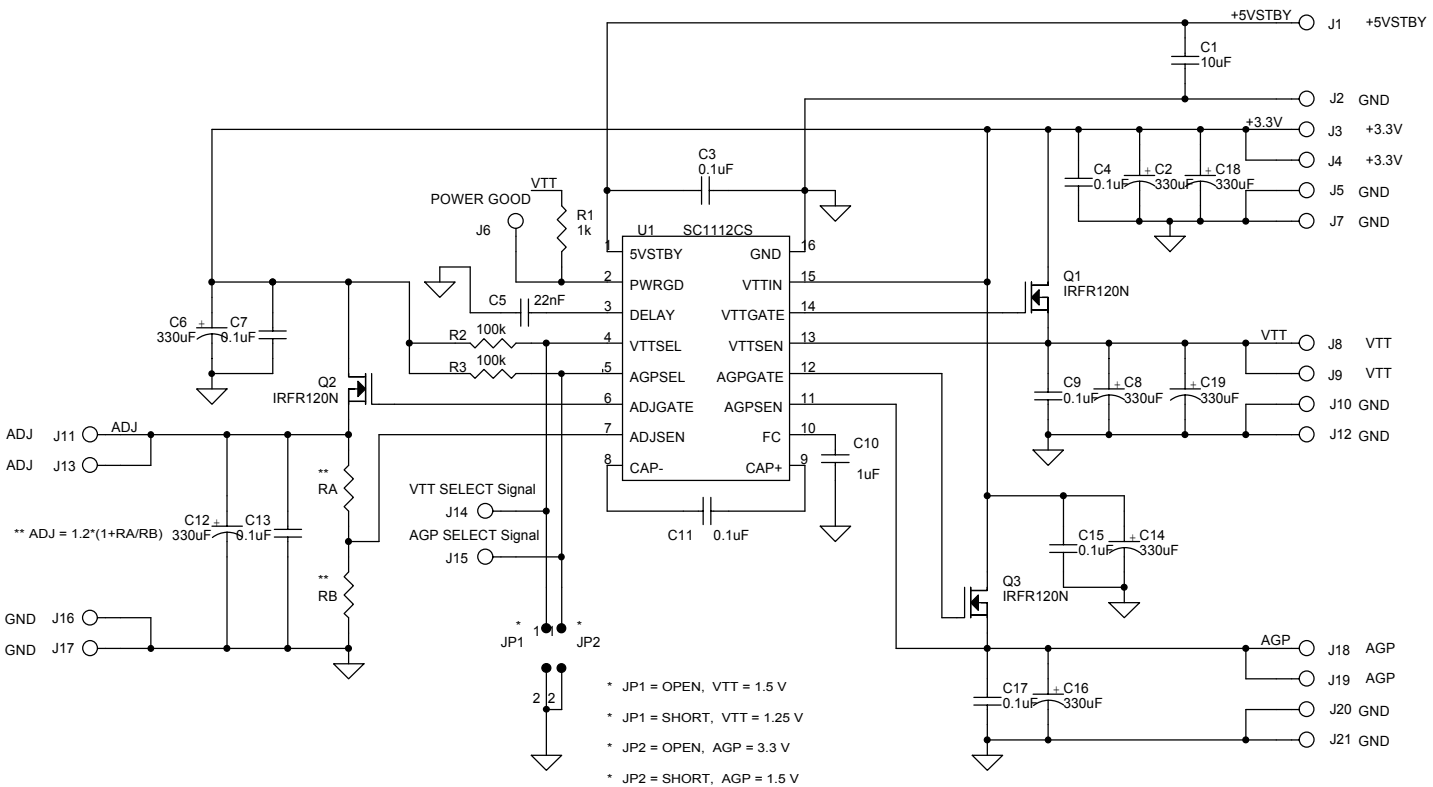 +5VSTBY J1 +5VSTBY
C1
10uF
J2 GND
+3.3V J3 +3.3V
J4 +3.3V
C3
0.1uF
C4
0.1uF
+
C2
330uF
+
C18
330uF
J5 GND
J7 GND
POWER GOOD
J6
VTT
R1
1k
U1 SC1112CS
1 5VSTBY GND 16
2 PWRGD VTTIN 15
3 DELAY VTTGATE 14
4 VTTSEL VTTSEN 13
5 AGPSEL AGPGATE 12
6 ADJGATE AGPSEN 11
7 ADJSEN FC 10
8 CAP- CAP+ 9
C5 22nF
R2 100k
R3 100k
C6
330uF
+
C7
0.1uF
Q2
IRFR120N
Q1
IRFR120N
VTT J8 VTT
J9 VTT
C9
0.1uF
+
C8
330uF
+
C19
330uF
J10 GND
J12 GND
ADJ J11 ADJ
ADJ J13
**
RA
C10
1uF
VTT SELECT Signal
J14
C11 0.1uF
AGP SELECT Signal
J15
** ADJ = 1.2*(1+RA/RB)
C12
330uF
+
C13
0.1uF
**
RB
C15
0.1uF
+
C14
330uF
Q3
IRFR120N
GND J16
GND J17
* JP1 1 1 * JP2
2 2
AGP J18 AGP
J19 AGP
C17
0.1uF
+
C16
330uF
J20 GND
J21 GND
* JP1 = OPEN, VTT = 1.5 V
* JP1 = SHORT, VTT = 1.25 V
* JP2 = OPEN, AGP = 3.3 V
* JP2 = SHORT, AGP = 1.5 V